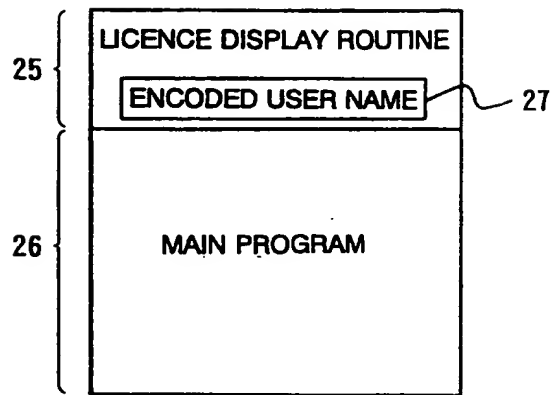 25
LICENCE DISPLAY ROUTINE
ENCODED USER NAME
27
26
MAIN PROGRAM